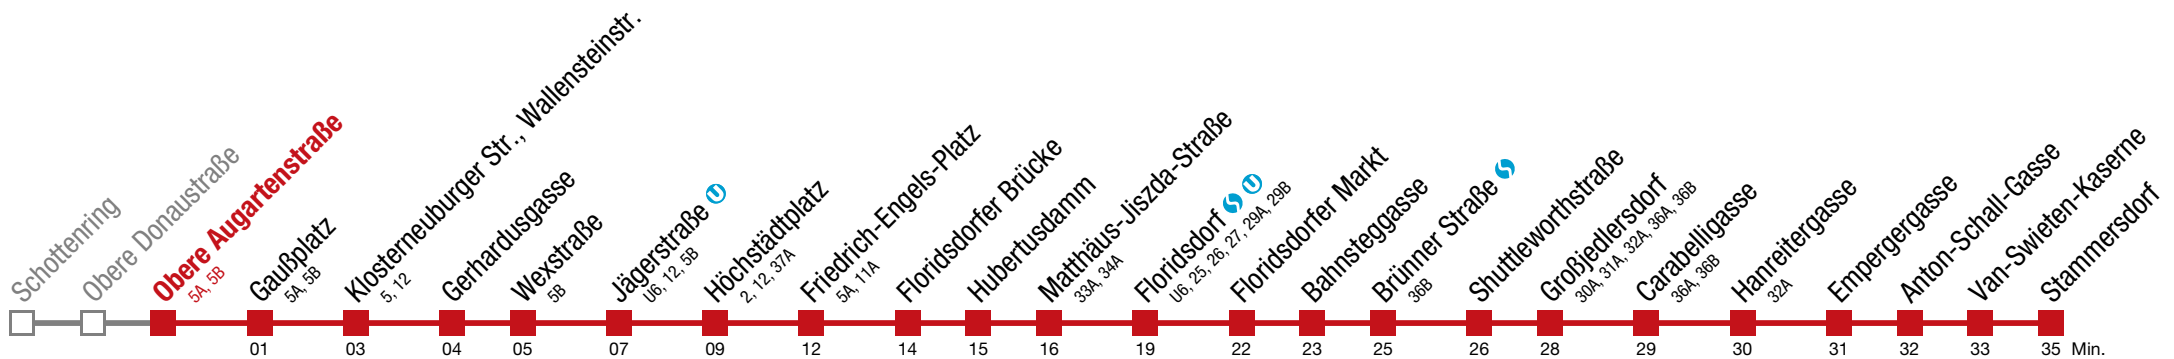 Schottenring
Obere Donaustraße
Obere Augartenstraße
5A, 5B
Gaußplatz
5A, 5B
Klosterneuburger Str., Wallensteinstr.
5, 12
Gerhardusgasse
Wexstraße
5B
Jägerstraße U
U6, 12, 5B
Höchstädtplatz
2, 12, 37A
Friedrich-Engels-Platz
5A, 11A
Floridsdorfer Brücke
Hubertusdamm
Matthäus-Jiszda-Straße
33A, 34A
Floridsdorf S U
U6, 25, 26, 27, 29A, 29B
Floridsdorfer Markt
Bahnsteggasse
Brünner Straße S
36B
Shuttleworthstraße
Großjedlersdorf
30A, 31A, 32A, 36A, 36B
Carabelligasse
36A, 36B
Hanreitergasse
32A
Empergergasse
Anton-Schall-Gasse
Van-Swieten-Kaserne
Stammersdorf
01 03 04 05 07 09 12 14 15 16 19 22 23 25 26 28 29 30 31 32 33 35 Min.